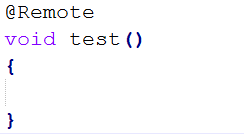 @Remote
void test()
{
}